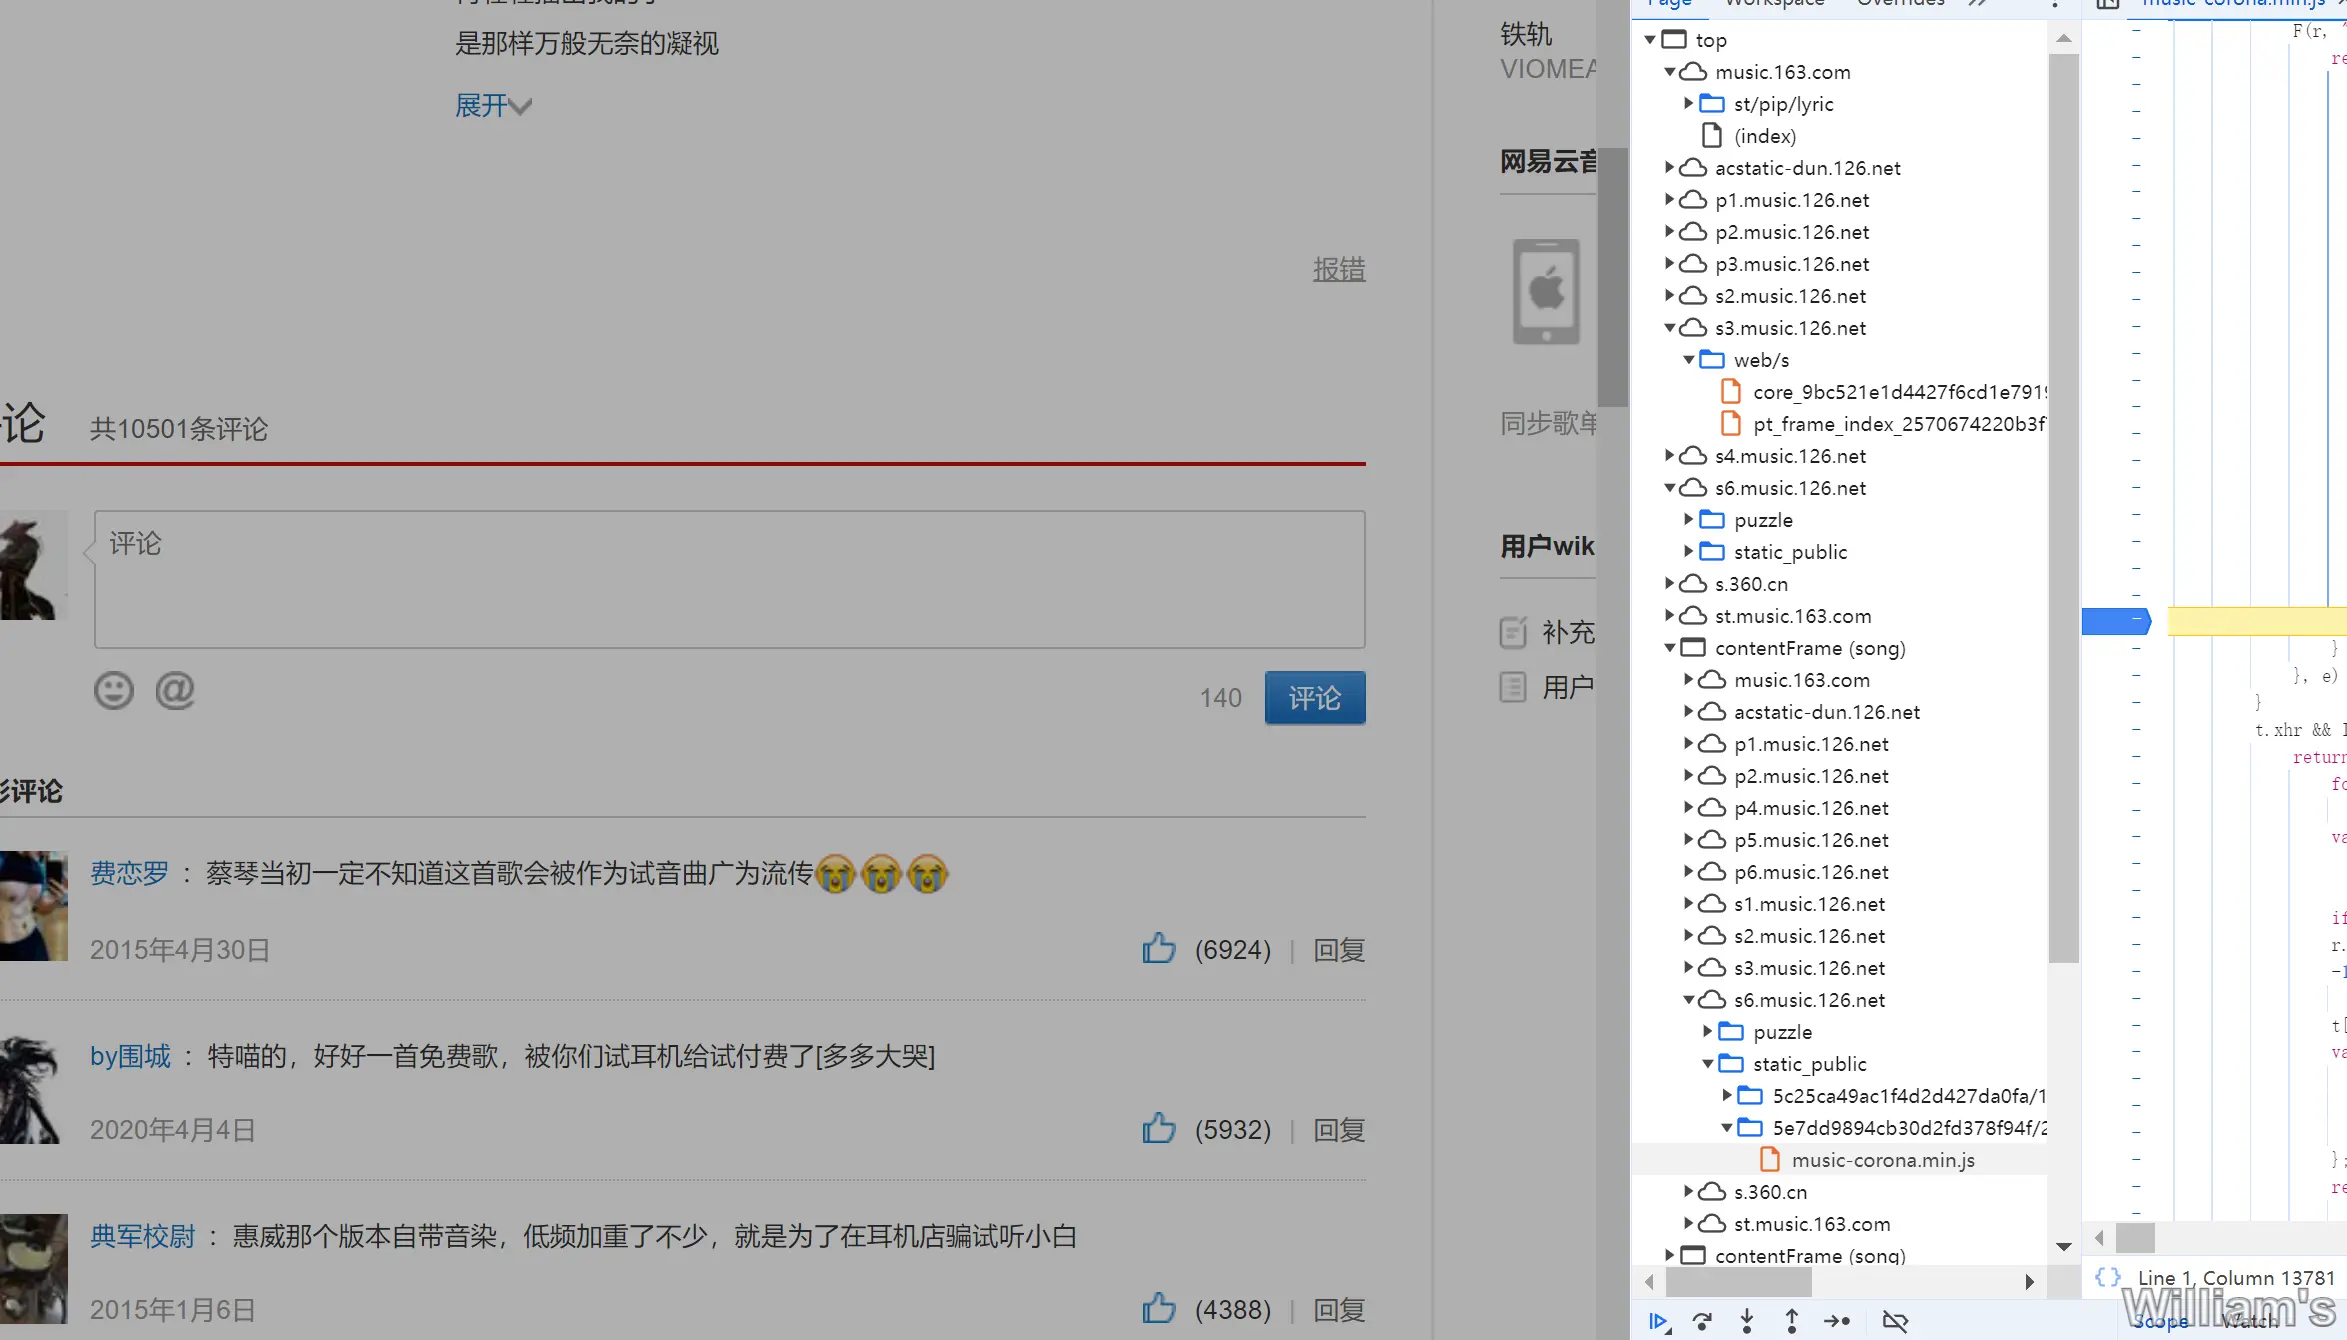 是那样万般无奈的凝视
展开
报错
论
共10501条评论
评论
140
评论
评论
费恋罗 ： 蔡琴当初一定不知道这首歌会被作为试音曲广为流传
2015年4月30日
(6924)
回复
by围城 ： 特喵的，好好一首免费歌，被你们试耳机给试付费了[多多大哭]
2020年4月4日
(5932)
回复
典军校尉 ： 惠威那个版本自带音染，低频加重了不少，就是为了在耳机店骗试听小白
2015年1月6日
(4388)
回复
铁轨
VIOMEA
网易云音
同步歌单
用户wik
补充
用户
Page Workspace Overrides
top
music.163.com
st/pip/lyric
(index)
acstatic-dun.126.net
p1.music.126.net
p2.music.126.net
p3.music.126.net
s2.music.126.net
s3.music.126.net
web/s
core_9bc521e1d4427f6cd1e791
pt_frame_index_2570674220b3f
s4.music.126.net
s6.music.126.net
puzzle
static_public
s.360.cn
st.music.163.com
contentFrame (song)
music.163.com
acstatic-dun.126.net
p1.music.126.net
p2.music.126.net
p4.music.126.net
p5.music.126.net
p6.music.126.net
s1.music.126.net
s2.music.126.net
s3.music.126.net
s6.music.126.net
puzzle
static_public
5c25ca49ac1f4d2d427da0fa/1
5e7dd9894cb30d2fd378f94f/2
music-corona.min.js
s.360.cn
st.music.163.com
contentFrame (song)
music-corona.min.js
F(r,
re
}
}, e)
}
t.xhr &&
return
fo
va
if
r.
-1
t[
va
};
re
{} Line 1, Column 13781
Scope Watch
William's